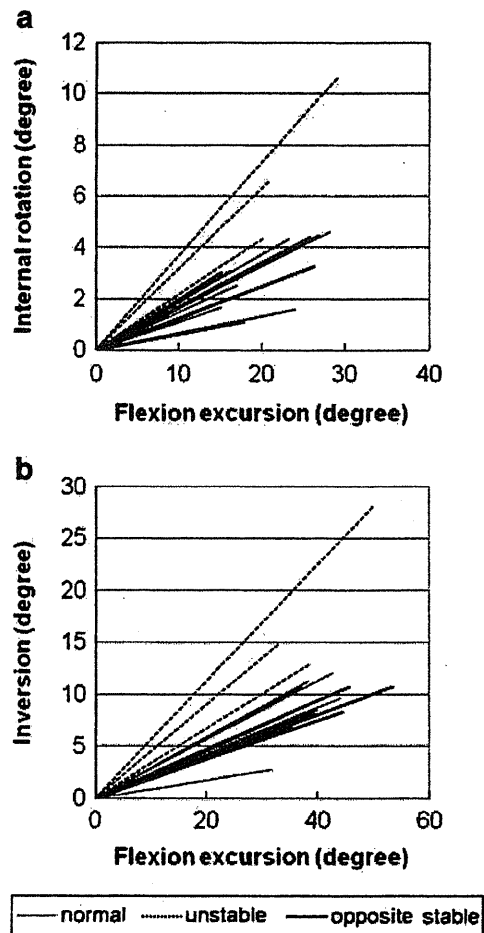 a
12
10
8
6
4
2
0
0 10 20 30 40
Internal rotation (degree)
Flexion excursion (degree)
b
30
25
20
15
10
5
0
0 20 40 60
Inversion (degree)
Flexion excursion (degree)
normal unstable opposite stable